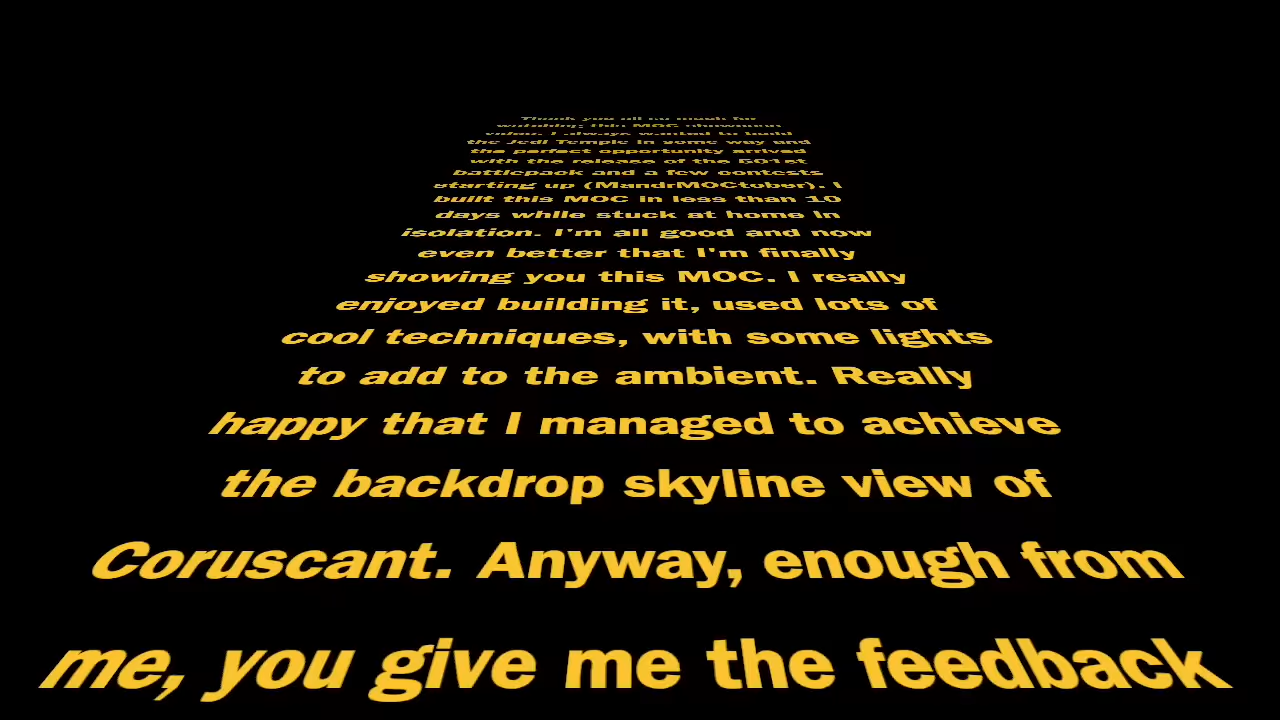 Thank you all so much for
watching this MOC showcase
video. I always wanted to build
the Jedi Temple in some way and
the perfect opportunity arrived
with the release of the 501st
battlepack and a few contests
starting up (MandrMOCtober). I
built this MOC in less than 10
days while stuck at home in
isolation. I'm all good and now
even better that I'm finally
showing you this MOC. I really
enjoyed building it, used lots of
cool techniques, with some lights
to add to the ambient. Really
happy that I managed to achieve
the backdrop skyline view of
Coruscant. Anyway, enough from
me, you give me the feedback